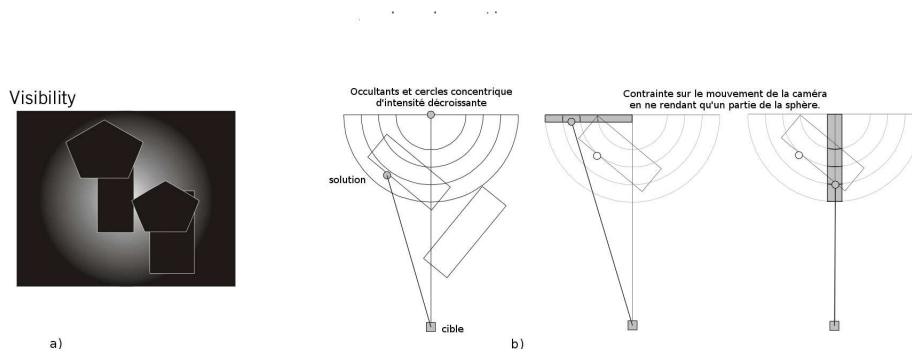 Visibility
Occultants et cercles concentrique
d'intensité décroissante
Contrainte sur le mouvement de la caméra
en ne rendant qu'un partie de la sphère.
solution
cible
a)
b)